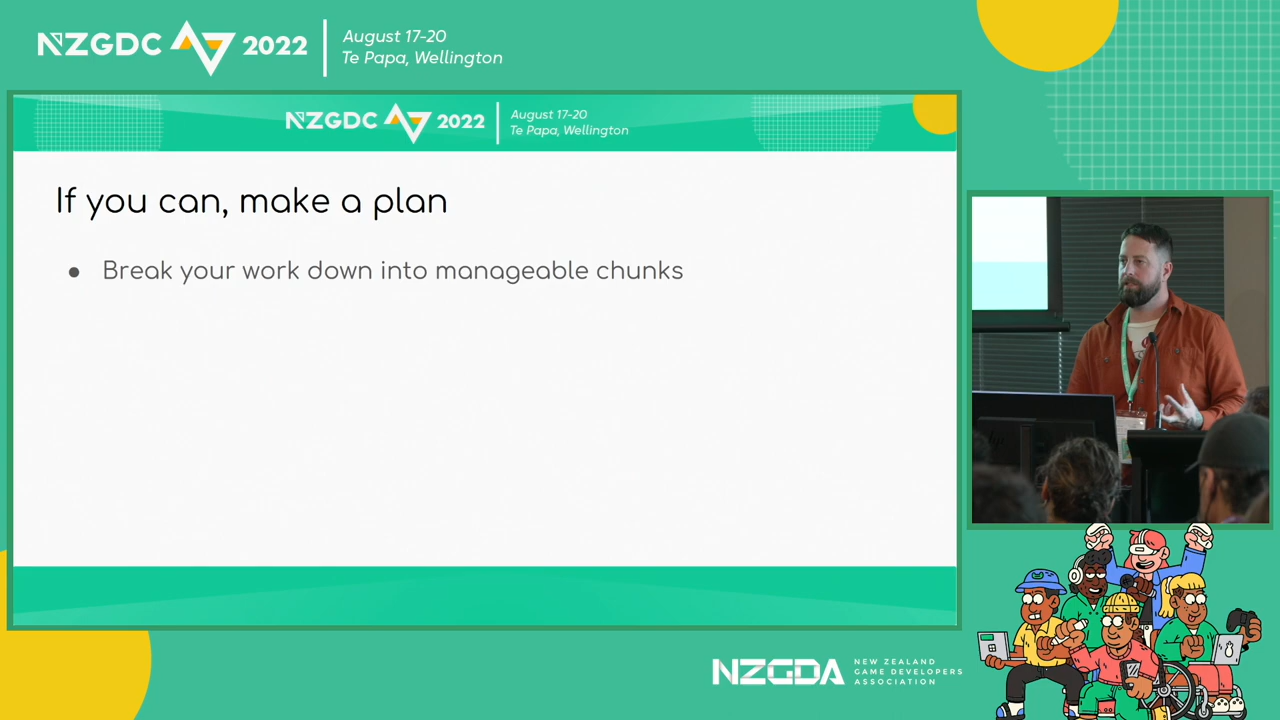 NZGDC 2022
August 17-20
Te Papa, Wellington
NZGDC 2022
August 17-20
Te Papa, Wellington
If you can, make a plan
● Break your work down into manageable chunks
NZGDA
NEW ZEALAND
GAME DEVELOPERS
ASSOCIATION